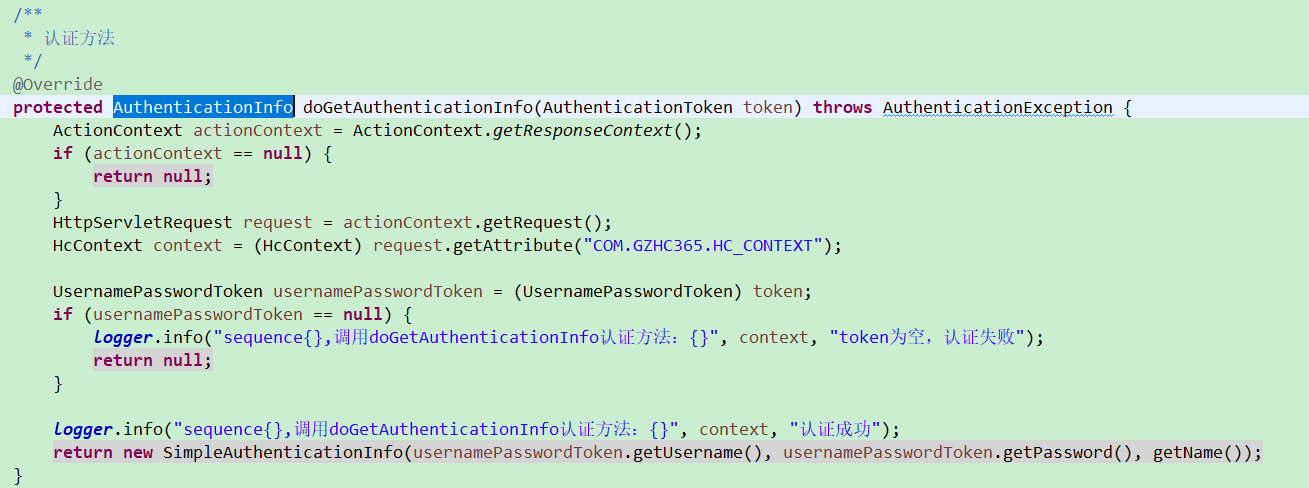 /**
 * 认证方法
 */
@Override
protected AuthenticationInfo doGetAuthenticationInfo(AuthenticationToken token) throws AuthenticationException {
    ActionContext actionContext = ActionContext.getResponseContext();
    if (actionContext == null) {
        return null;
    }
    HttpServletRequest request = actionContext.getRequest();
    HcContext context = (HcContext) request.getAttribute("COM.GZHC365.HC_CONTEXT");

    UsernamePasswordToken usernamePasswordToken = (UsernamePasswordToken) token;
    if (usernamePasswordToken == null) {
        logger.info("sequence{},调用doGetAuthenticationInfo认证方法：{}", context, "token为空，认证失败");
        return null;
    }

    logger.info("sequence{},调用doGetAuthenticationInfo认证方法：{}", context, "认证成功");
    return new SimpleAuthenticationInfo(usernamePasswordToken.getUsername(), usernamePasswordToken.getPassword(), getName());
}